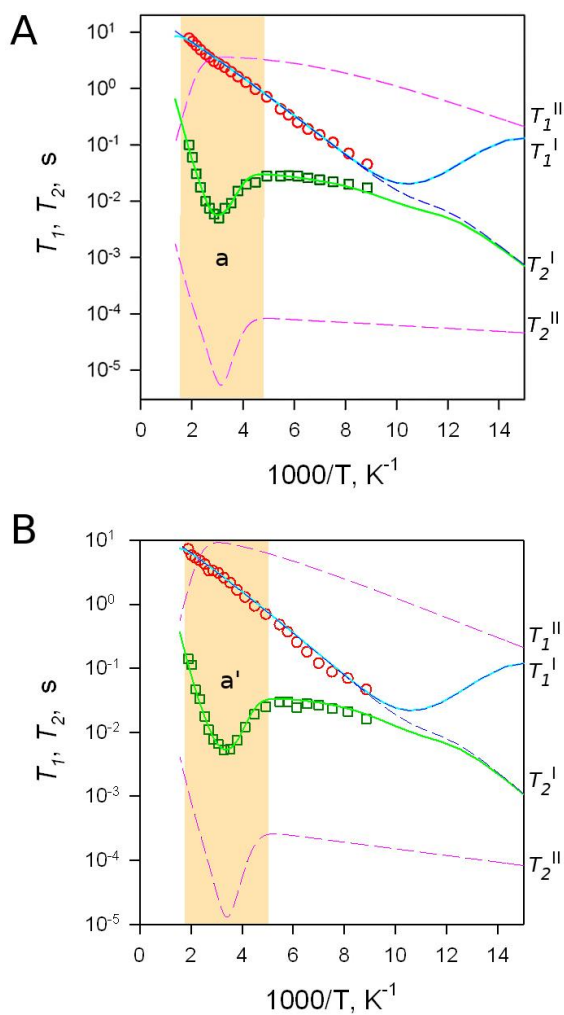 A
10¹
10⁰
T₁ᴵᴵ
10⁻¹
T₁ᴵ
T₁, T₂, s
10⁻²
10⁻³
a
T₂ᴵ
10⁻⁴
T₂ᴵᴵ
10⁻⁵
0 2 4 6 8 10 12 14
1000/T, K⁻¹
B
10¹
10⁰
T₁ᴵᴵ
10⁻¹
T₁ᴵ
a'
T₁, T₂, s
10⁻²
10⁻³
T₂ᴵ
10⁻⁴
T₂ᴵᴵ
10⁻⁵
0 2 4 6 8 10 12 14
1000/T, K⁻¹